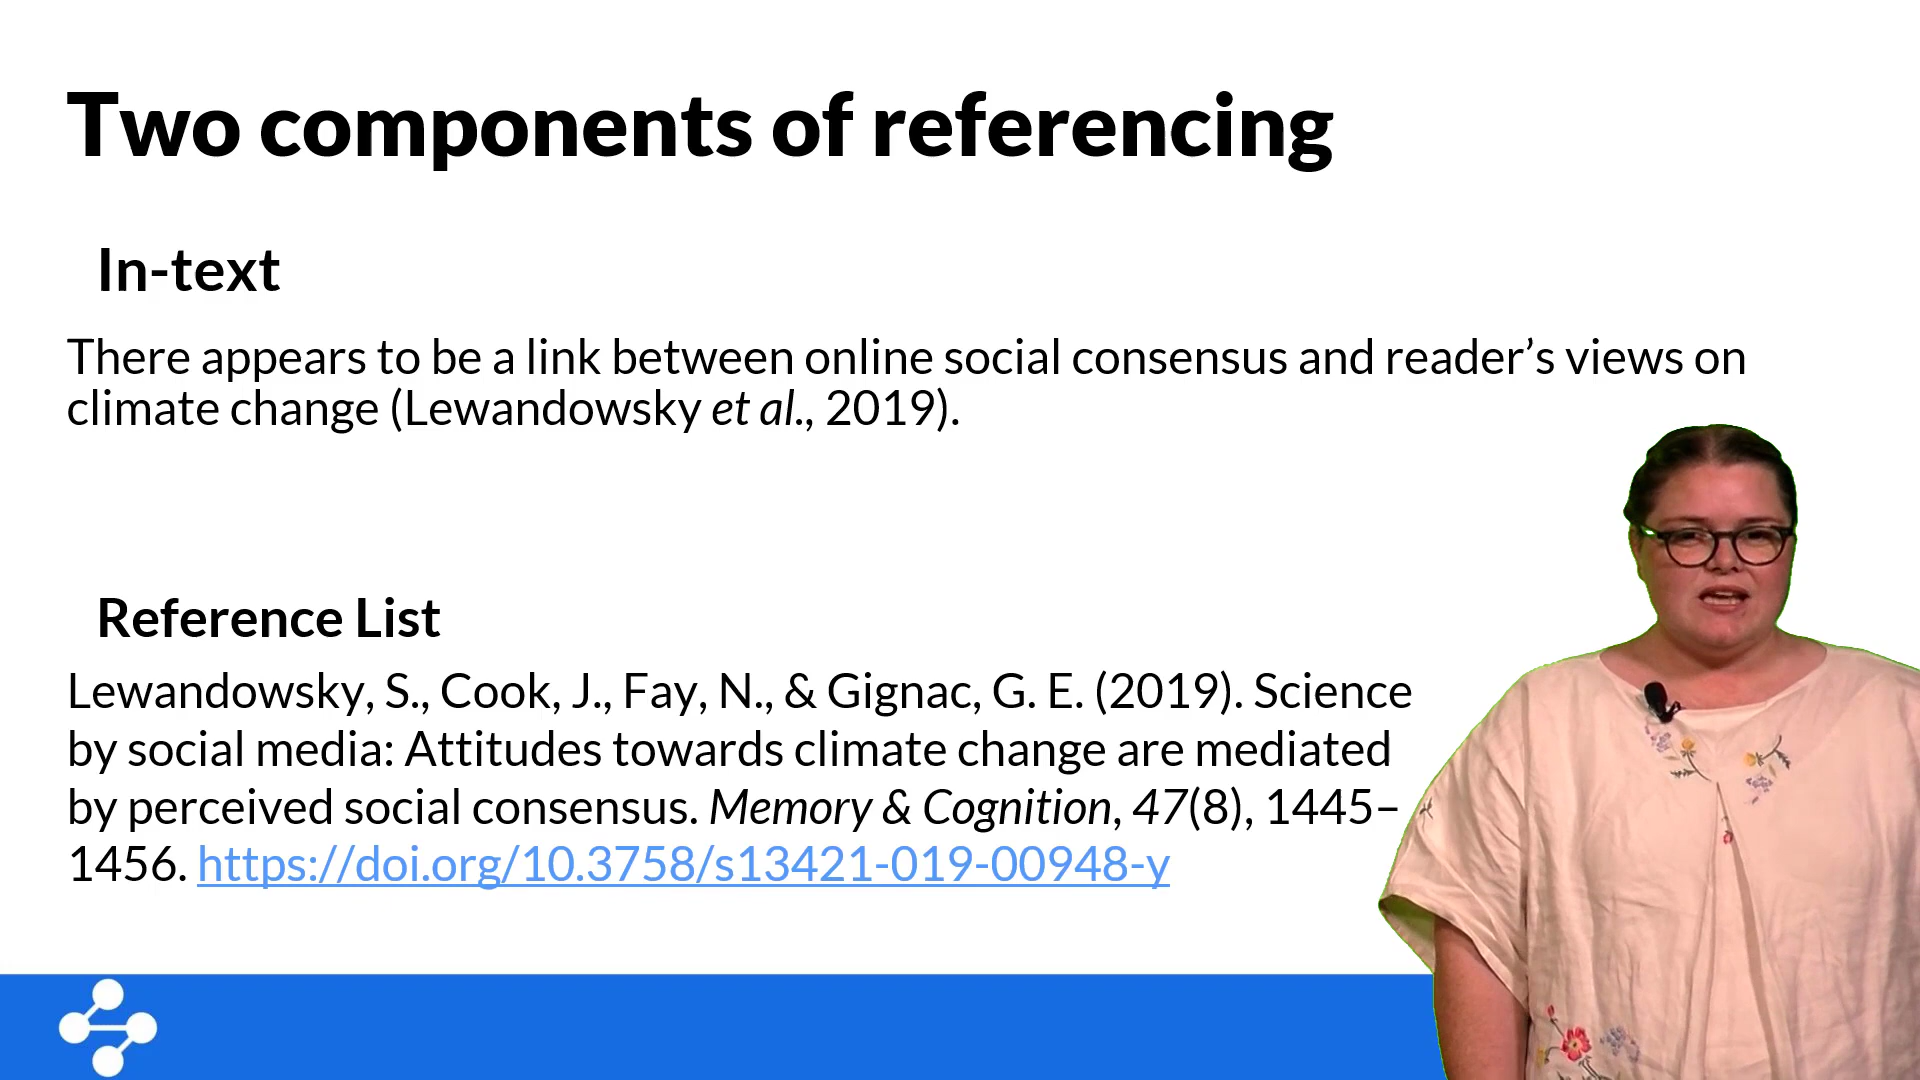 Two components of referencing
In-text
There appears to be a link between online social consensus and reader’s views on
climate change (Lewandowsky et al., 2019).
Reference List
Lewandowsky, S., Cook, J., Fay, N., & Gignac, G. E. (2019). Science
by social media: Attitudes towards climate change are mediated
by perceived social consensus. Memory & Cognition, 47(8), 1445–
1456. https://doi.org/10.3758/s13421-019-00948-y